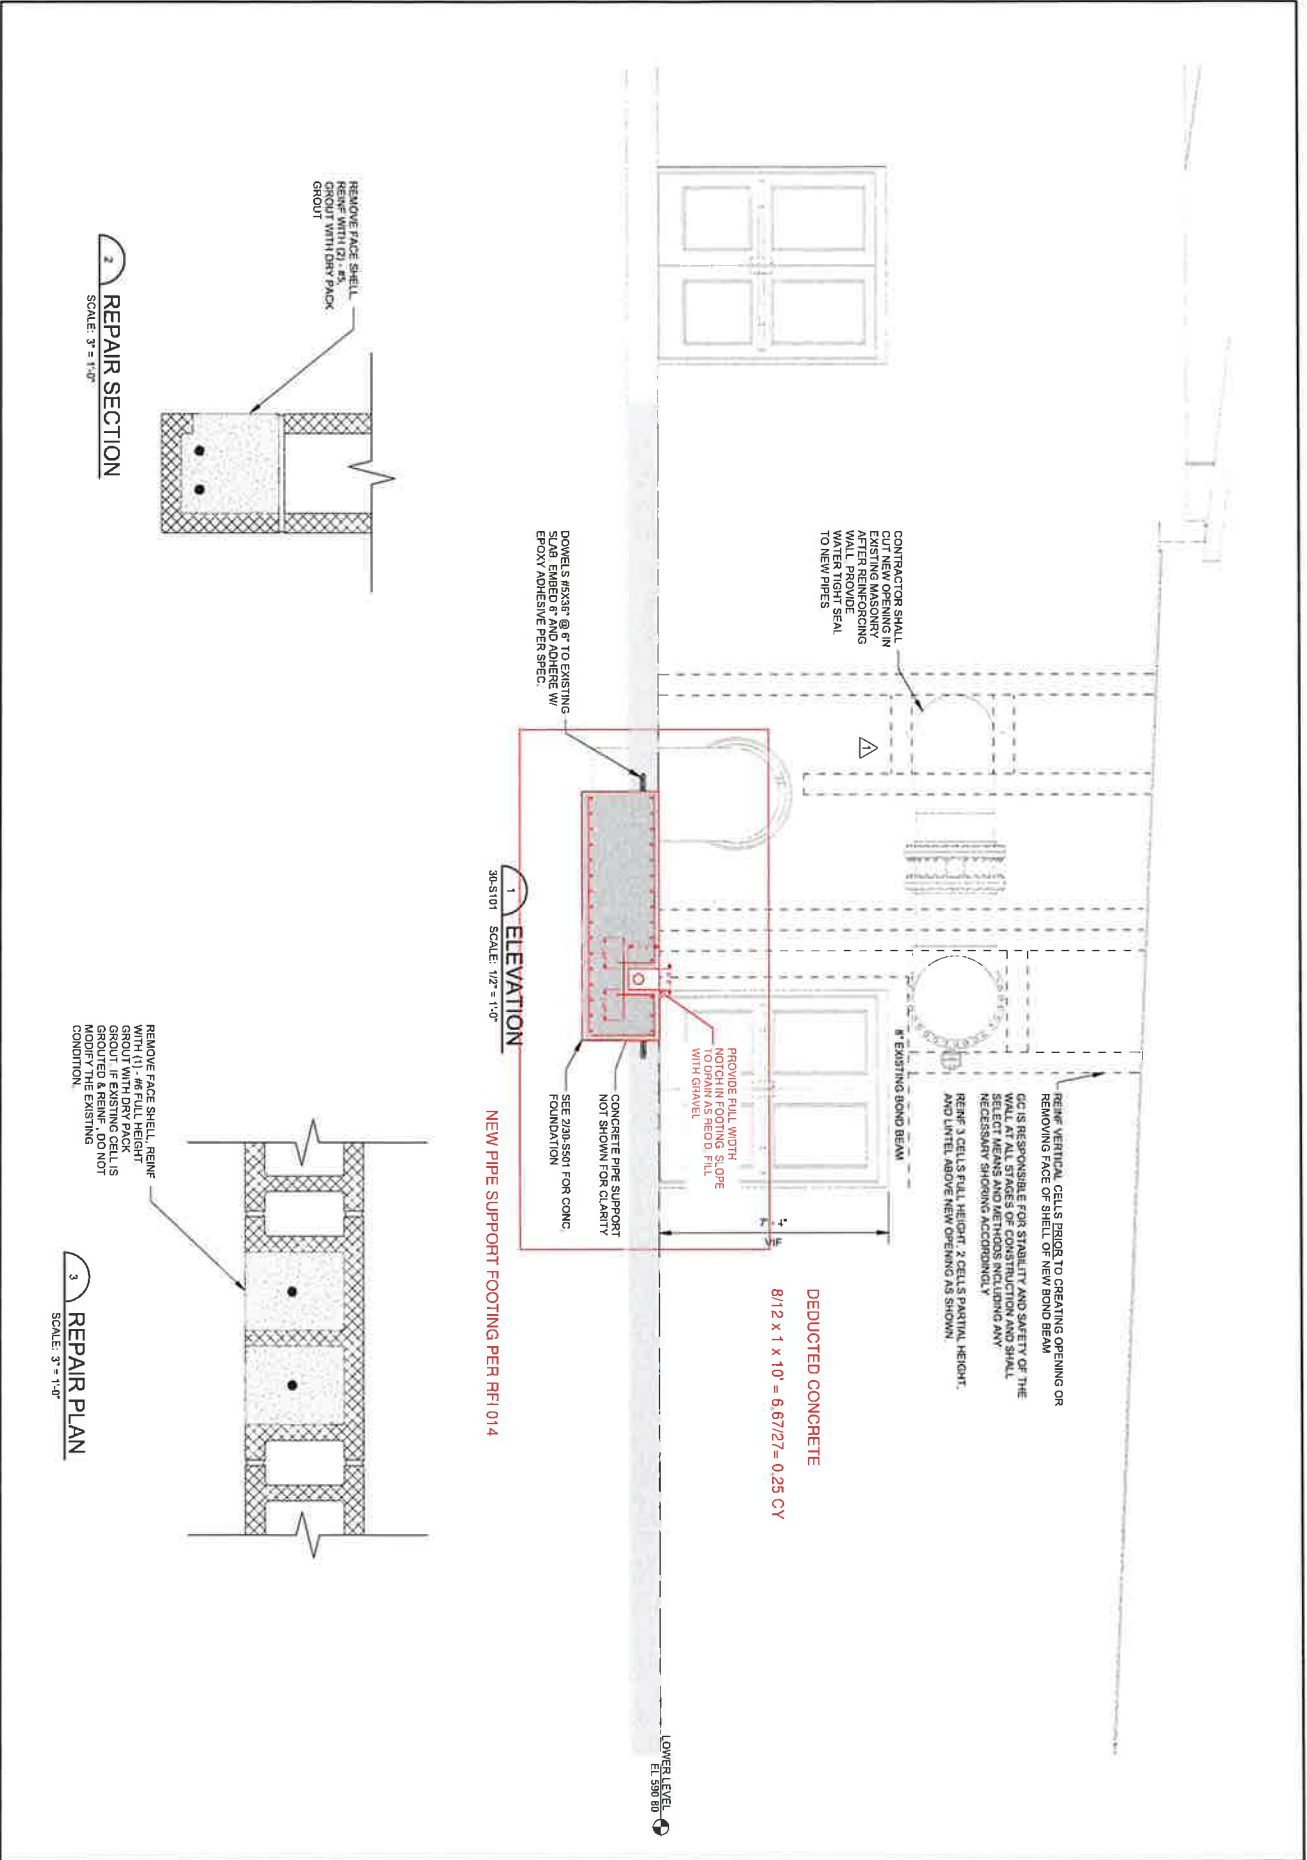 REINF VERTICAL CELLS PRIOR TO CREATING OPENING OR
REMOVING FACE OF SHELL OF NEW BOND BEAM
GC IS RESPONSIBLE FOR STABILITY AND SAFETY OF THE
WALL AT ALL STAGES OF CONSTRUCTION AND SHALL
SELECT MEANS AND METHODS INCLUDING ANY
NECESSARY SHORING ACCORDINGLY
REINF 3 CELLS FULL HEIGHT, 2 CELLS PARTIAL HEIGHT,
AND LINTEL ABOVE NEW OPENING AS SHOWN
CONTRACTOR SHALL
CUT NEW OPENING IN
EXISTING MASONRY
AFTER REINFORCING
WALL. PROVIDE
WATER TIGHT SEAL
TO NEW PIPES
1
8" EXISTING BOND BEAM
VIF
DEDUCTED CONCRETE
8/12 x 1 x 10' = 6.67/27= 0.25 CY
PROVIDE FULL WIDTH
NOTCH IN FOOTING. SLOPE
TO DRAIN AS REQ'D. FILL
WITH GRAVEL
LOWER LEVEL
EL 590.80
CONCRETE PIPE SUPPORT
NOT SHOWN FOR CLARITY
SEE 2/30-S501 FOR CONC.
FOUNDATION
DOWELS #5X36" @ 6" TO EXISTING
SLAB. EMBED 6" AND ADHERE W/
EPOXY ADHESIVE PER SPEC.
1 ELEVATION
30-S101 SCALE: 1/2" = 1'-0"
NEW PIPE SUPPORT FOOTING PER RFI 014
REMOVE FACE SHELL,
REINF WITH (2) - #5,
GROUT WITH DRY PACK
GROUT
2 REPAIR SECTION
SCALE: 3" = 1'-0"
REMOVE FACE SHELL, REINF
WITH (1) - #6 FULL HEIGHT
GROUT WITH DRY PACK
GROUT. IF EXISTING CELL IS
GROUTED & REINF, DO NOT
MODIFY THE EXISTING
CONDITION.
3 REPAIR PLAN
SCALE: 3" = 1'-0"